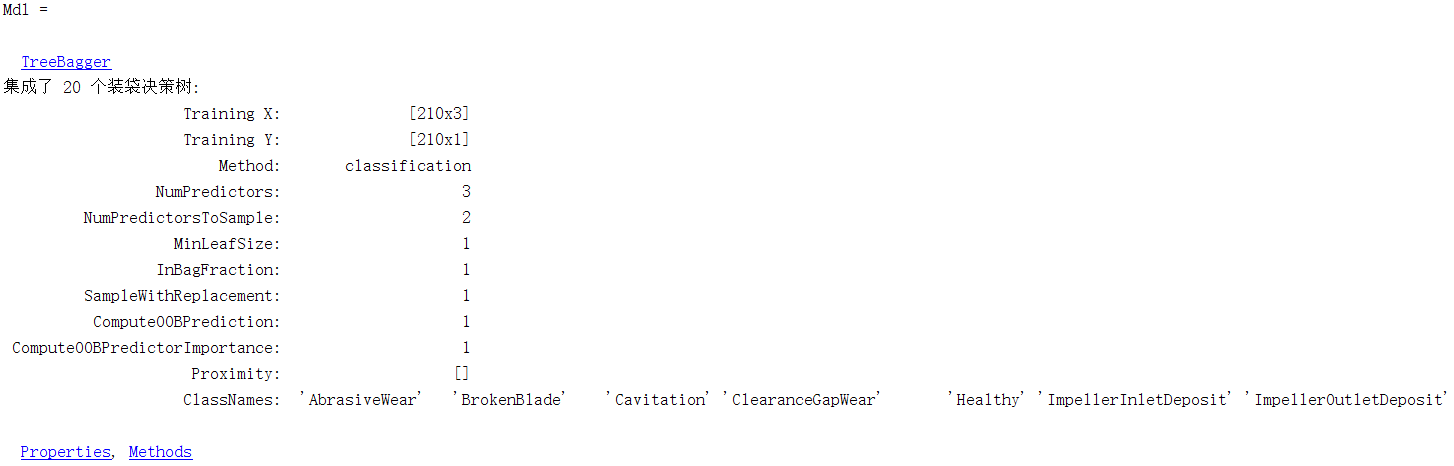 Mdl =
TreeBagger
集成了 20 个装袋决策树:
Training X: [210x3]
Training Y: [210x1]
Method: classification
NumPredictors: 3
NumPredictorsToSample: 2
MinLeafSize: 1
InBagFraction: 1
SampleWithReplacement: 1
ComputeOOBPrediction: 1
ComputeOOBPredictorImportance: 1
Proximity: []
ClassNames: 'AbrasiveWear' 'BrokenBlade' 'Cavitation' 'ClearanceGapWear' 'Healthy' 'ImpellerInletDeposit' 'ImpellerOutletDeposit'
Properties, Methods